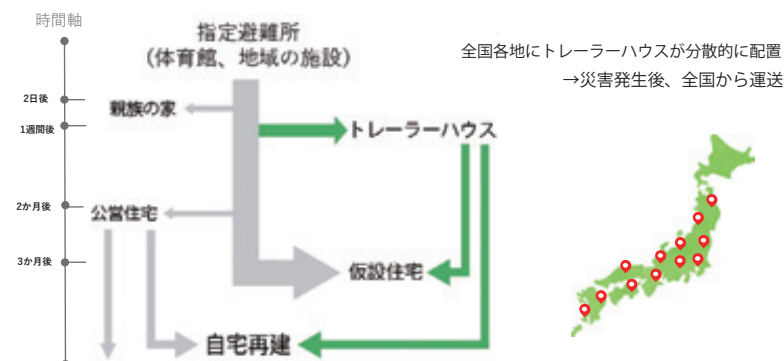 時間軸
指定避難所
(体育館、地域の施設)
全国各地にトレーラーハウスが分散的に配置
→災害発生後、全国から運送
2日後
親族の家
1週間後
トレーラーハウス
2か月後
公営住宅
3か月後
仮設住宅
自宅再建